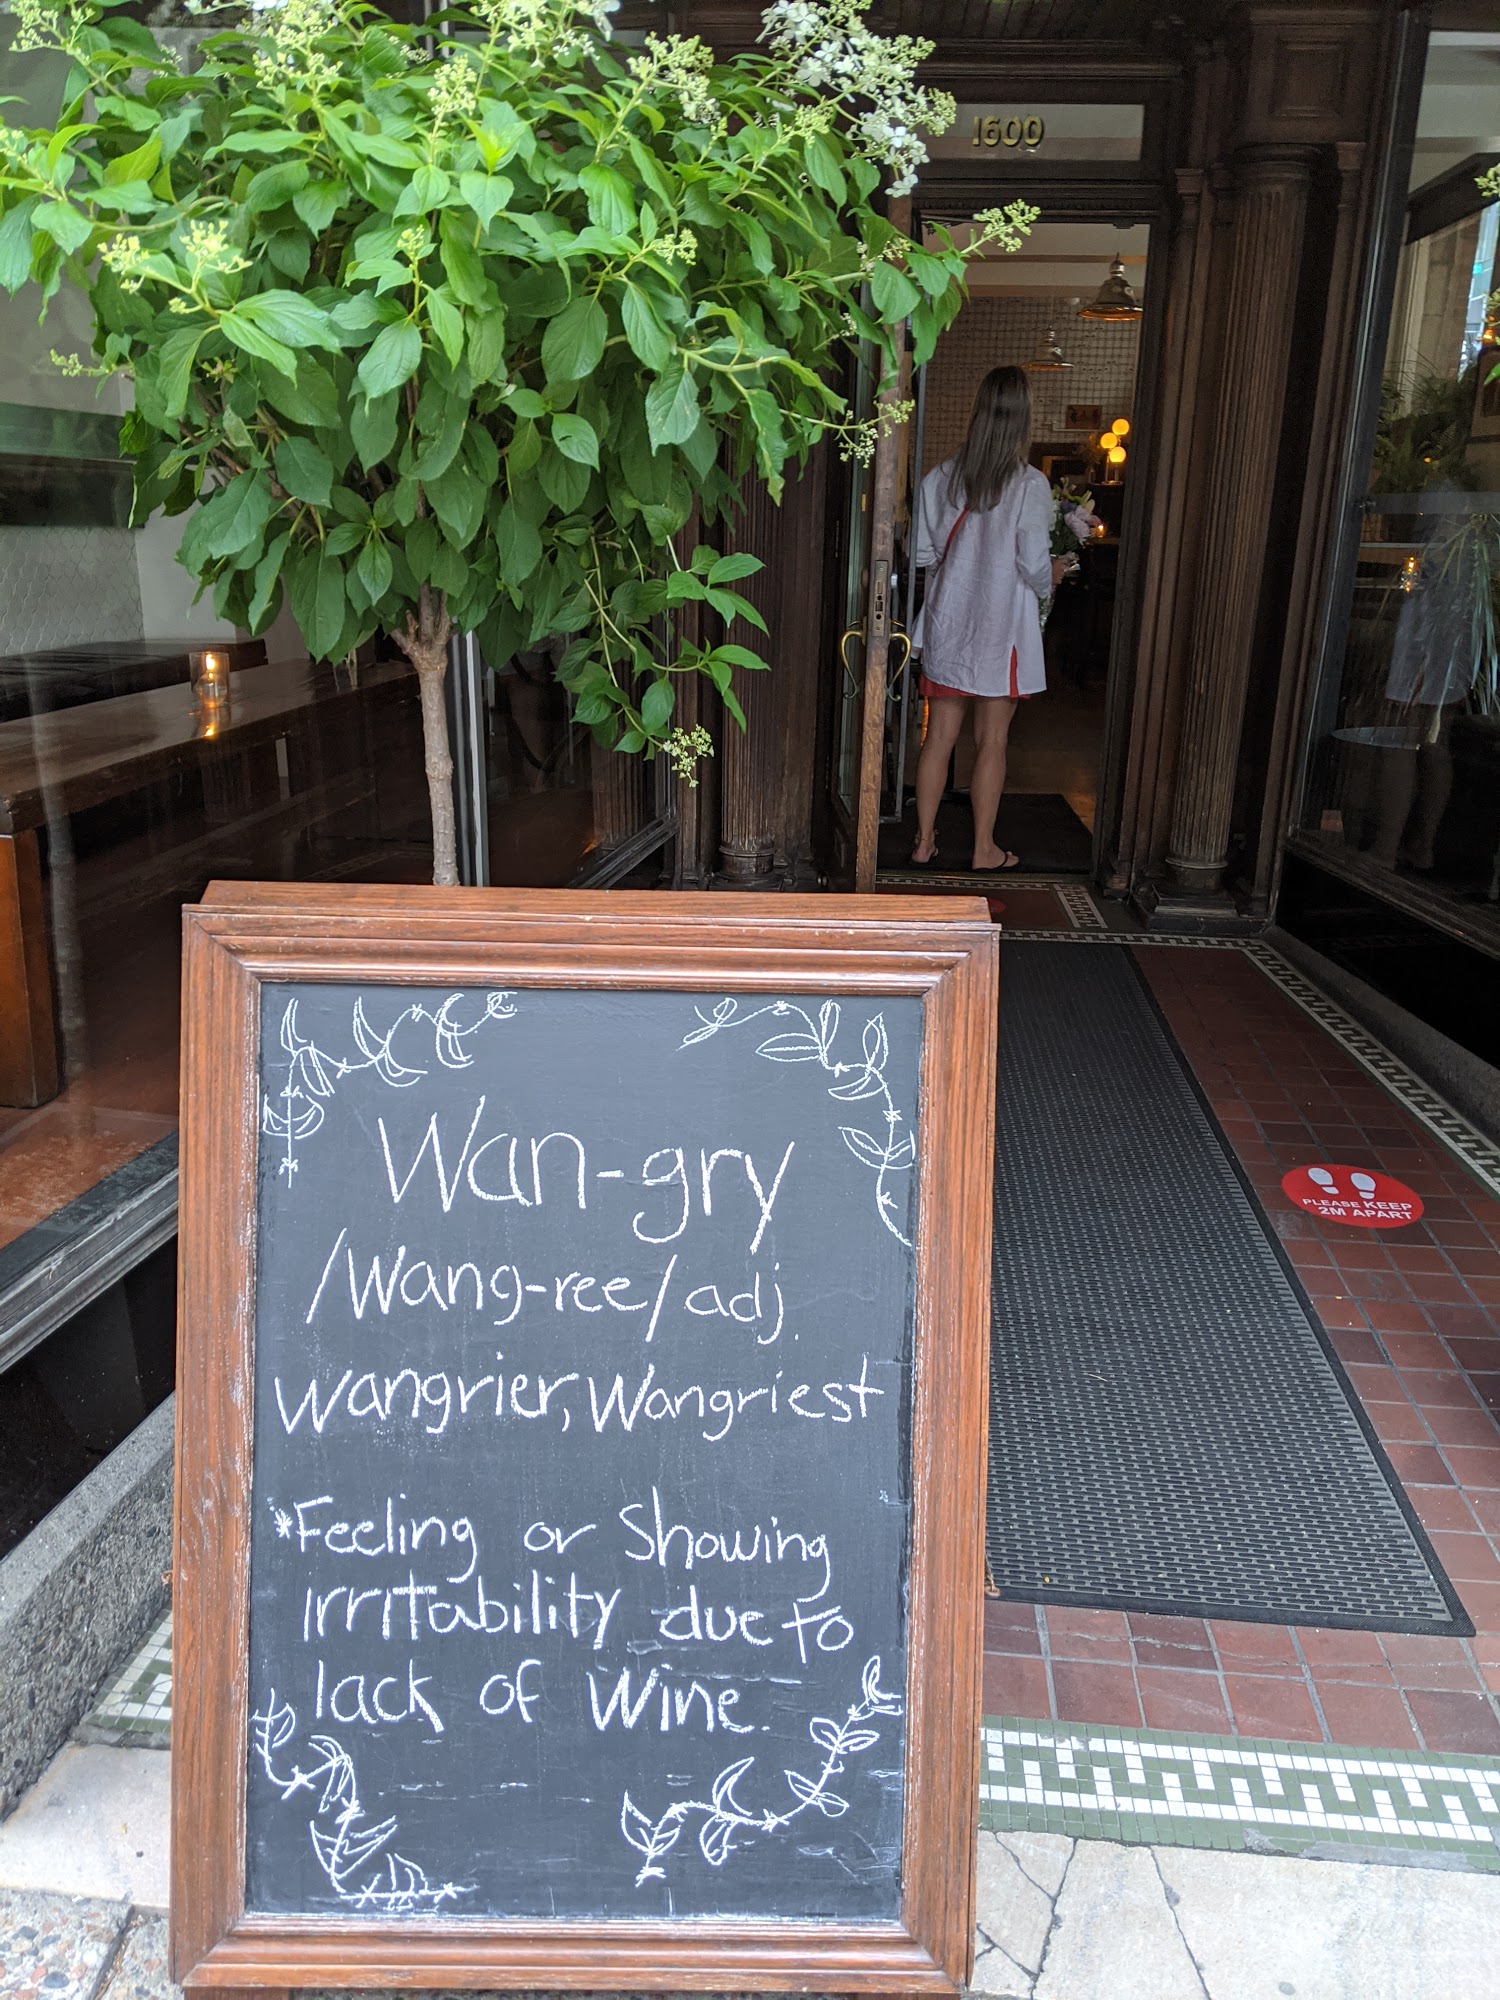 1600
Wan-gry
/Wang-ree/ adj.
Wangrier, Wangriest
*Feeling or Showing
irritability due to
lack of Wine.
PLEASE KEEP
2M APART